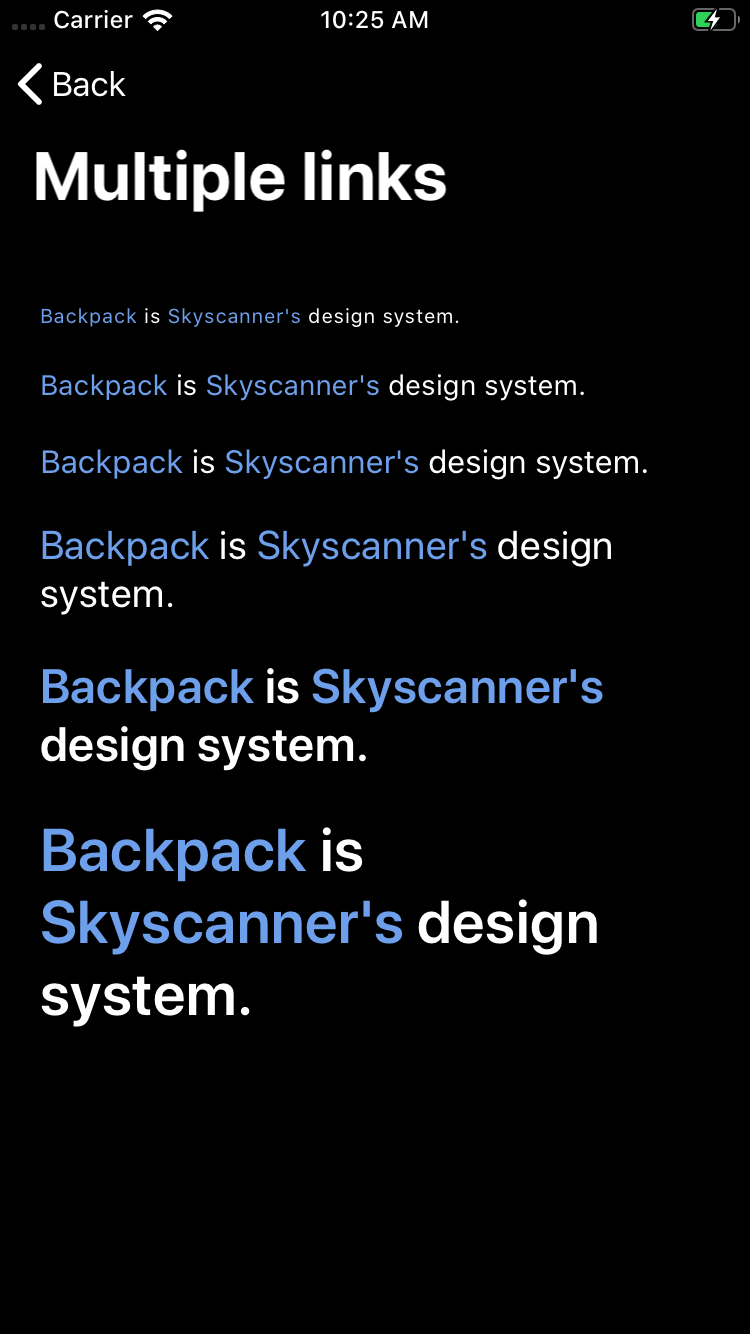 Carrier 10:25 AM
Back
Multiple links
Backpack is Skyscanner's design system.
Backpack is Skyscanner's design system.
Backpack is Skyscanner's design system.
Backpack is Skyscanner's design
system.
Backpack is Skyscanner's
design system.
Backpack is
Skyscanner's design
system.